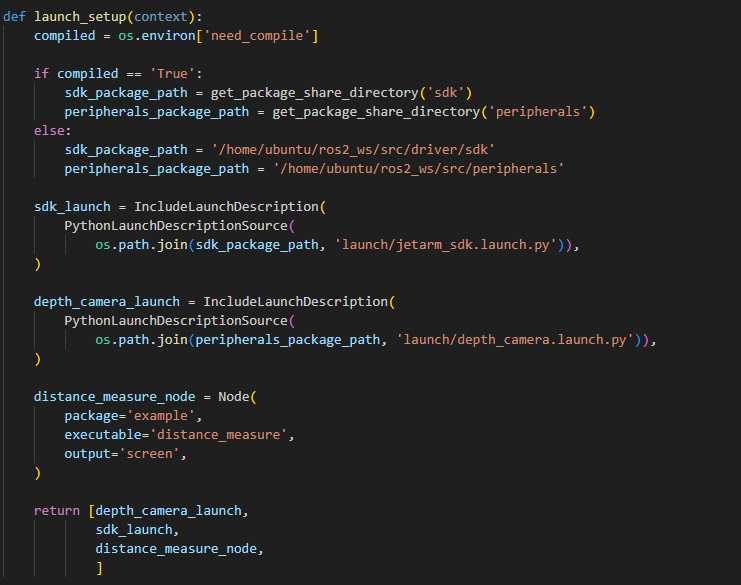 def launch_setup(context):
    compiled = os.environ['need_compile']

    if compiled == 'True':
        sdk_package_path = get_package_share_directory('sdk')
        peripherals_package_path = get_package_share_directory('peripherals')
    else:
        sdk_package_path = '/home/ubuntu/ros2_ws/src/driver/sdk'
        peripherals_package_path = '/home/ubuntu/ros2_ws/src/peripherals'

    sdk_launch = IncludeLaunchDescription(
        PythonLaunchDescriptionSource(
            os.path.join(sdk_package_path, 'launch/jetarm_sdk.launch.py')),
    )

    depth_camera_launch = IncludeLaunchDescription(
        PythonLaunchDescriptionSource(
            os.path.join(peripherals_package_path, 'launch/depth_camera.launch.py')),
    )

    distance_measure_node = Node(
        package='example',
        executable='distance_measure',
        output='screen',
    )

    return [depth_camera_launch,
            sdk_launch,
            distance_measure_node,
            ]